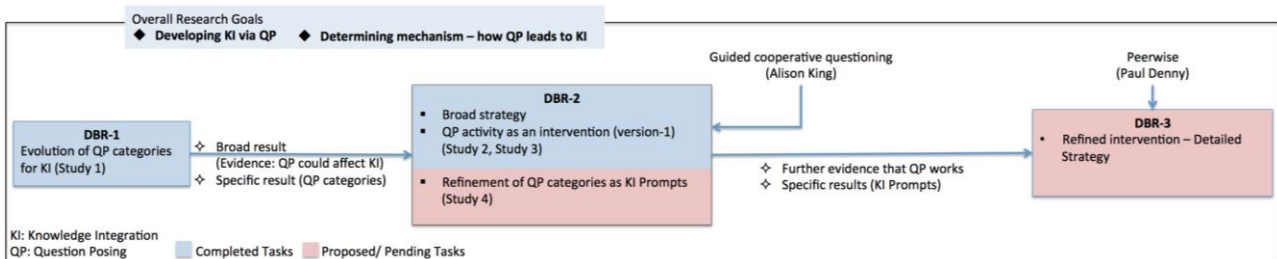 Overall Research Goals
◆ Developing KI via QP ◆ Determining mechanism – how QP leads to KI
Guided cooperative questioning
(Alison King)
Peerwise
(Paul Denny)
DBR-1
Evolution of QP categories
for KI (Study 1)
✧ Broad result
(Evidence: QP could affect KI)
✧ Specific result (QP categories)
DBR-2
▪ Broad strategy
▪ QP activity as an intervention (version-1)
(Study 2, Study 3)
▪ Refinement of QP categories as KI Prompts
(Study 4)
✧ Further evidence that QP works
✧ Specific results (KI Prompts)
DBR-3
• Refined intervention – Detailed
Strategy
KI: Knowledge Integration
QP: Question Posing
Completed Tasks
Proposed/ Pending Tasks